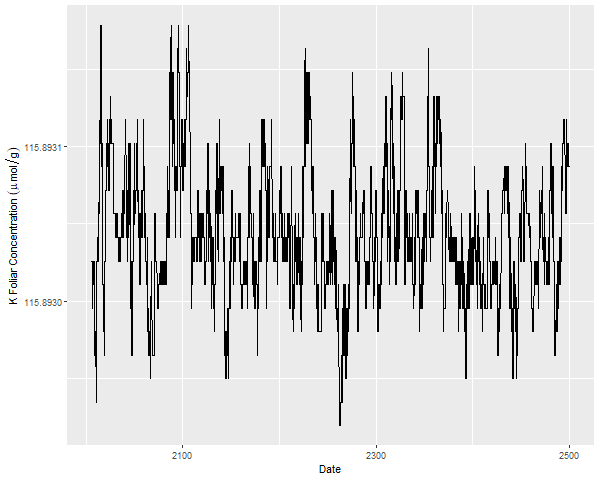 K Foliar Concentration (μmol/g)
115.8931
115.8930
2100
2300
2500
Date